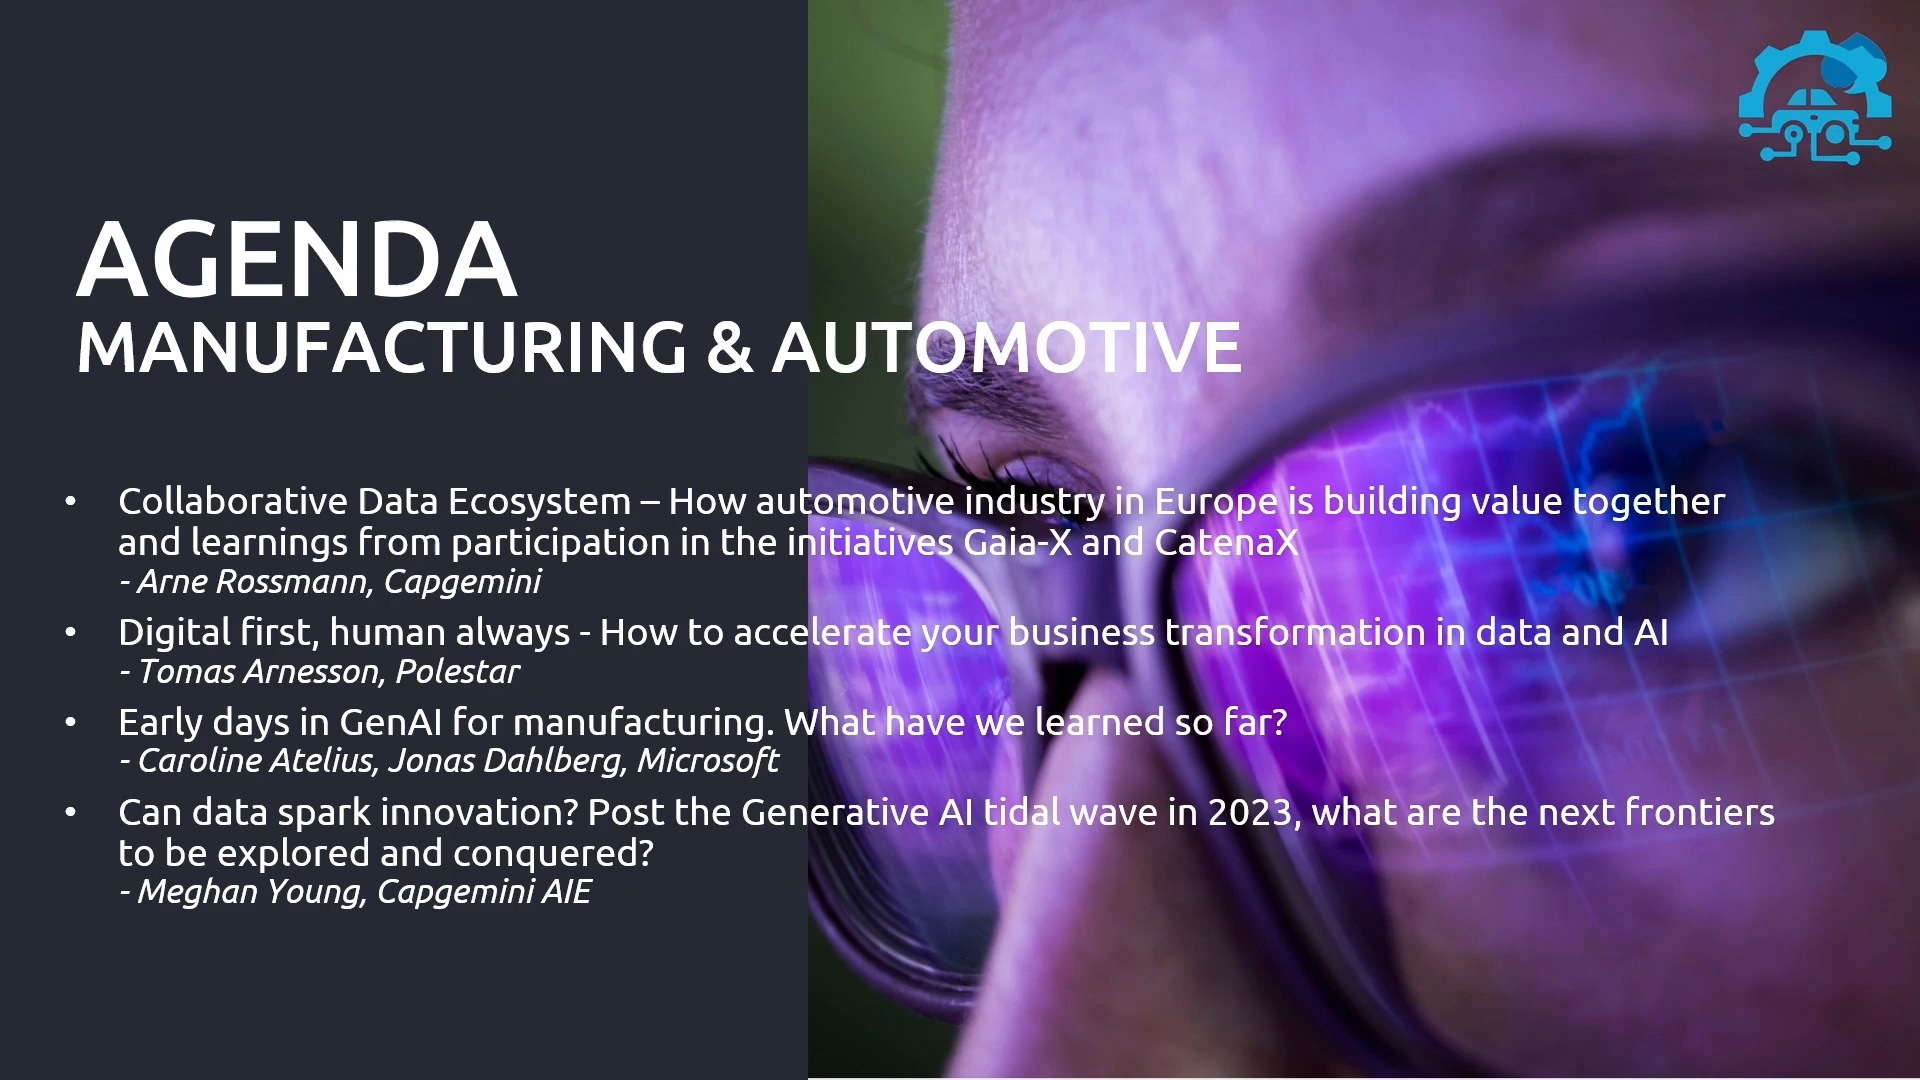 AGENDA
MANUFACTURING & AUTOMOTIVE
• Collaborative Data Ecosystem – How automotive industry in Europe is building value together
and learnings from participation in the initiatives Gaia-X and CatenaX
- Arne Rossmann, Capgemini
• Digital first, human always - How to accelerate your business transformation in data and AI
- Tomas Arnesson, Polestar
• Early days in GenAI for manufacturing. What have we learned so far?
- Caroline Atelius, Jonas Dahlberg, Microsoft
• Can data spark innovation? Post the Generative AI tidal wave in 2023, what are the next frontiers
to be explored and conquered?
- Meghan Young, Capgemini AIE